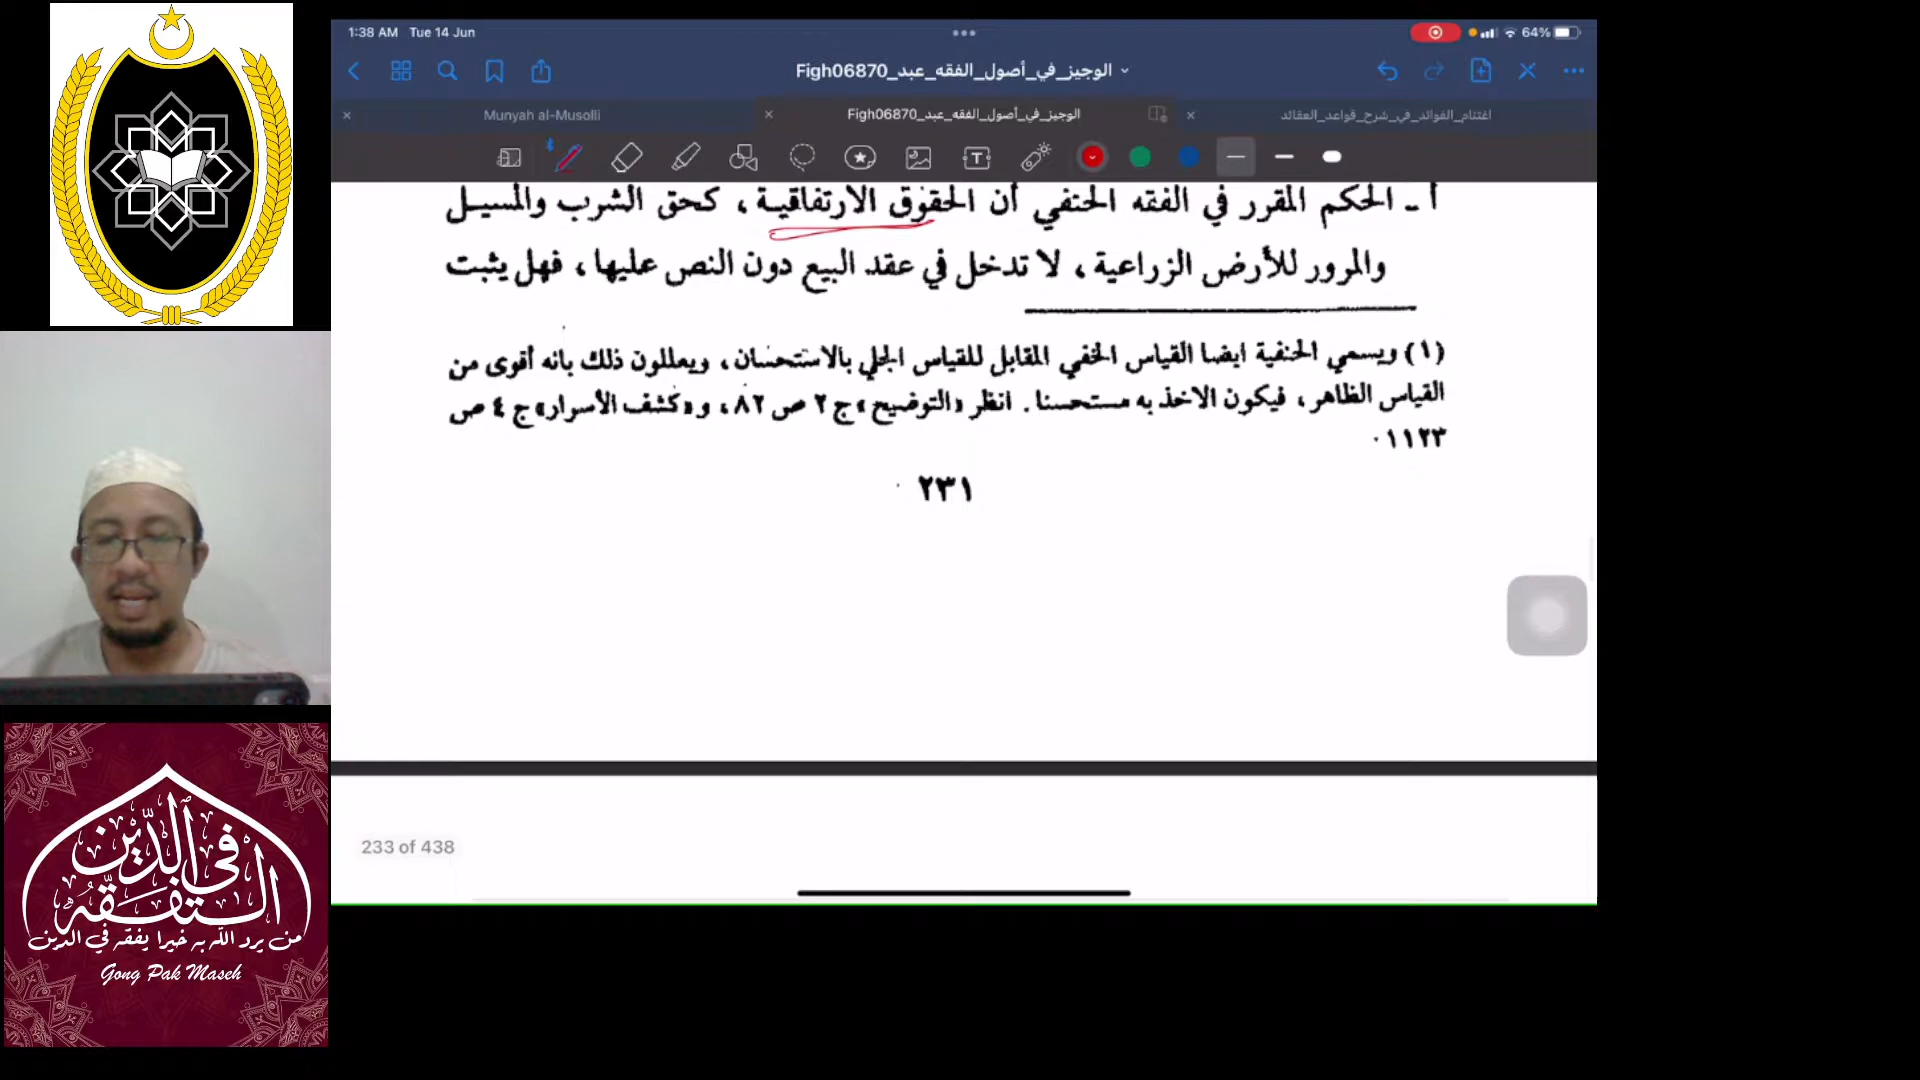 1:38 AM Tue 14 Jun
64%
Figh06870_الوجيز_في_أصول_الفقه_عبد
Munyah al-Musolli
Figh06870_الوجيز_في_أصول_الفقه_عبد
اغتنام_الفوائد_في_شرح_قواعد_العقائد
أ ـ الحكم المقرر في الفقه الحنفي أن الحقوق الارتفاقية ، كحق الشرب والمسيل
والمرور للأرض الزراعية ، لا تدخل في عقد البيع دون النص عليها ، فهل يثبت
(١) ويسمي الحنفية ايضا القياس الخفي المقابل للقياس الجلي بالاستحسان ، ويعللون ذلك بانه أقوى من
القياس الظاهر ، فيكون الاخذ به مستحسنا . انظر «التوضيح» ج ٢ ص ٨٢ ، و«كشف الأسرار» ج ٤ ص
١١٢٣ .
٢٣١
233 of 438
التفقه في الدين
من يرد الله به خيرا يفقه في الدين
Gong Pak Maseh